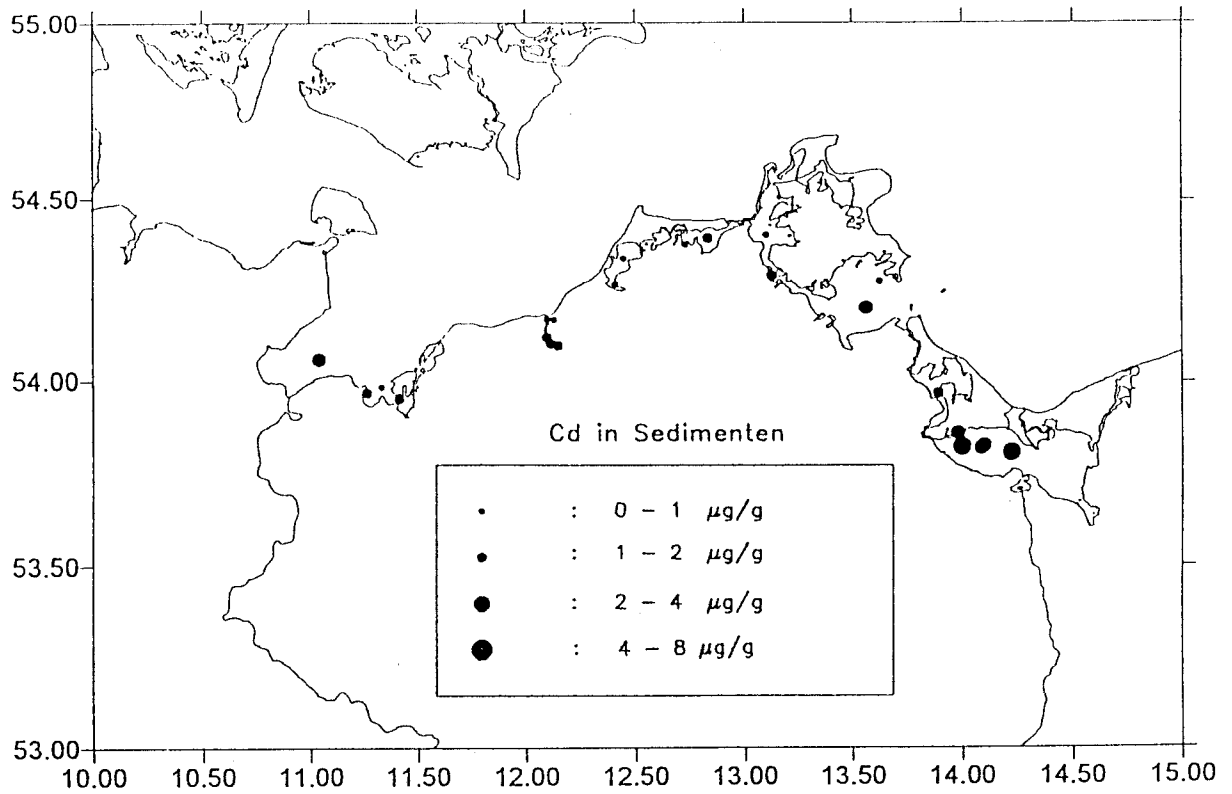 55.00
54.50
54.00
Cd in Sedimenten
: 0 – 1 µg/g
: 1 – 2 µg/g
53.50
: 2 – 4 µg/g
: 4 – 8 µg/g
53.00
10.00 10.50 11.00 11.50 12.00 12.50 13.00 13.50 14.00 14.50 15.00